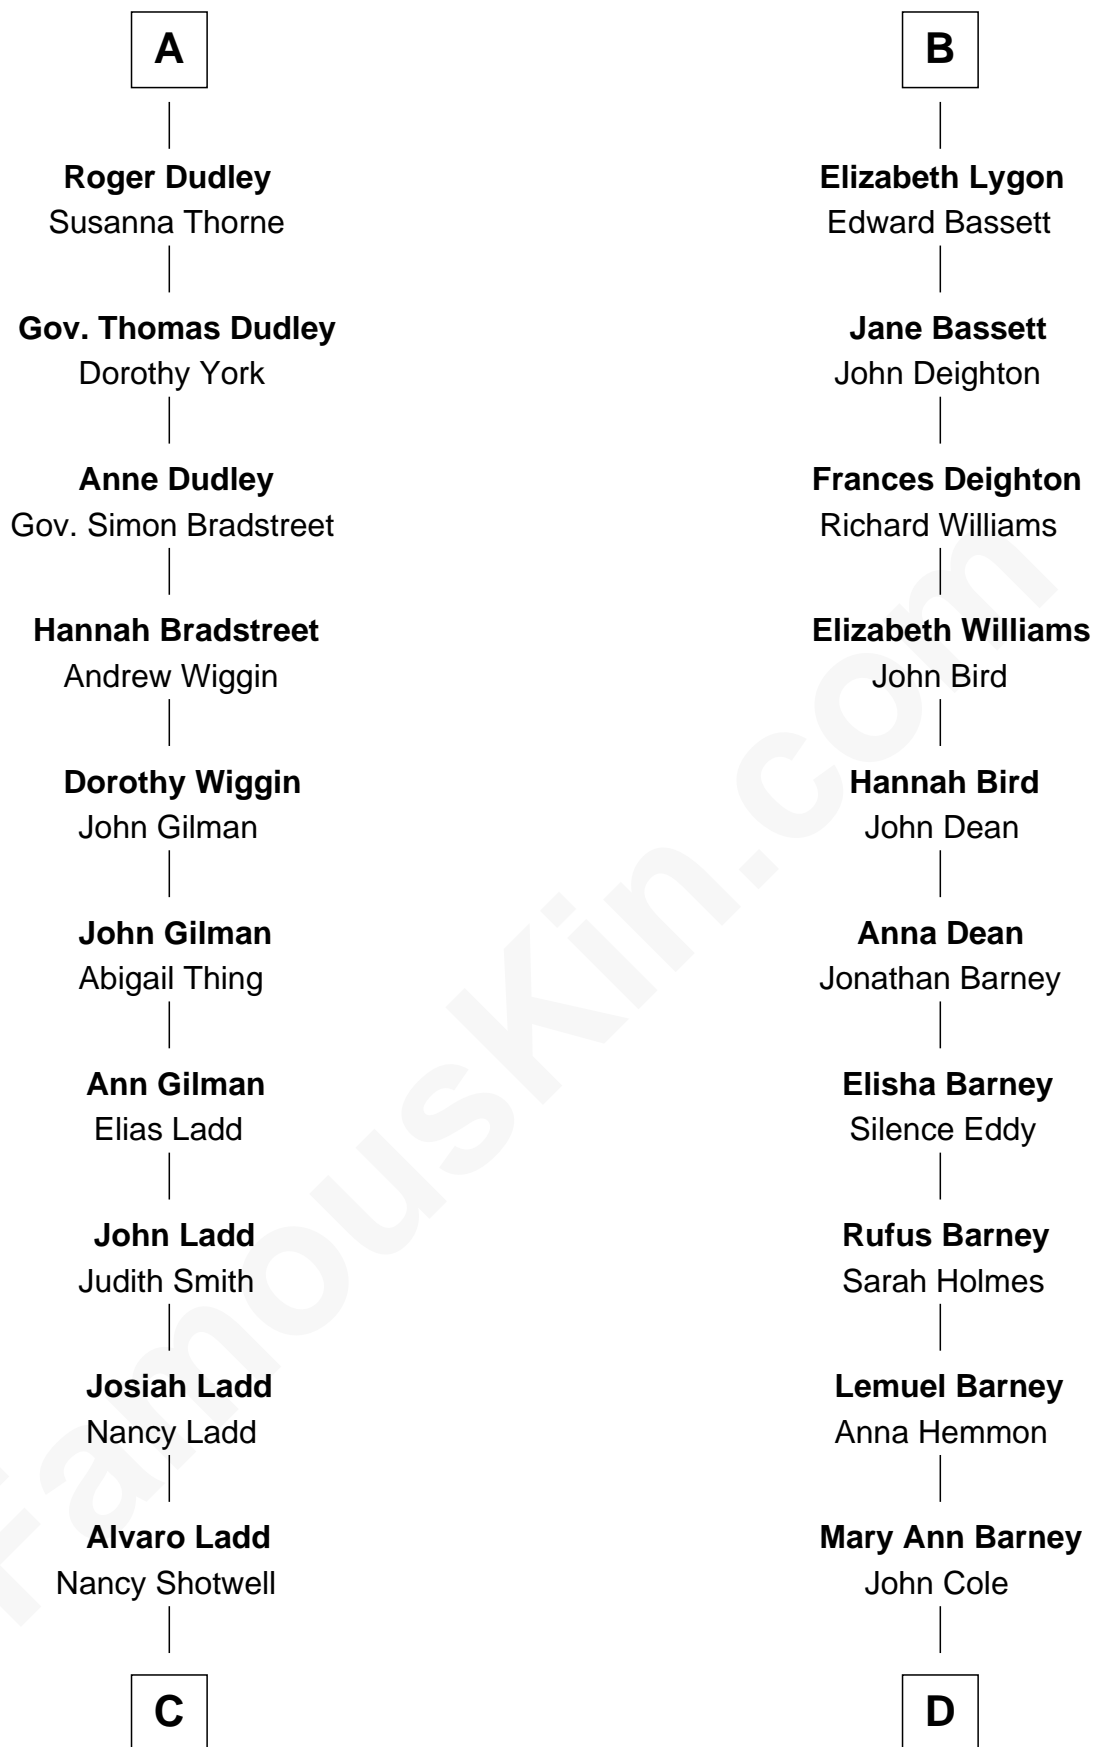 A
Roger Dudley
Susanna Thorne
Gov. Thomas Dudley
Dorothy York
Anne Dudley
Gov. Simon Bradstreet
Hannah Bradstreet
Andrew Wiggin
Dorothy Wiggin
John Gilman
John Gilman
Abigail Thing
Ann Gilman
Elias Ladd
John Ladd
Judith Smith
Josiah Ladd
Nancy Ladd
Alvaro Ladd
Nancy Shotwell
C
B
Elizabeth Lygon
Edward Bassett
Jane Bassett
John Deighton
Frances Deighton
Richard Williams
Elizabeth Williams
John Bird
Hannah Bird
John Dean
Anna Dean
Jonathan Barney
Elisha Barney
Silence Eddy
Rufus Barney
Sarah Holmes
Lemuel Barney
Anna Hemmon
Mary Ann Barney
John Cole
D
FamousKin.com